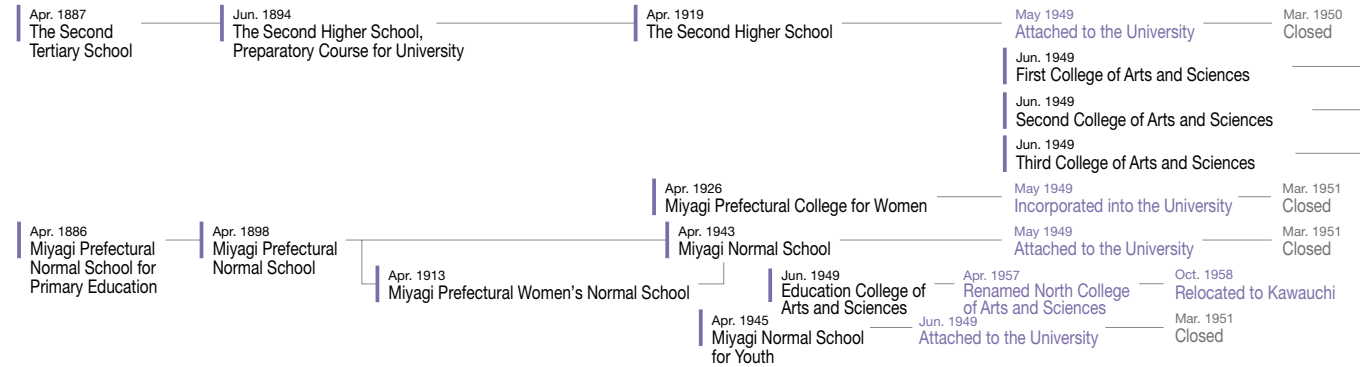 Apr. 1887
The Second
Tertiary School
Jun. 1894
The Second Higher School,
Preparatory Course for University
Apr. 1919
The Second Higher School
May 1949
Attached to the University
Mar. 1950
Closed
Jun. 1949
First College of Arts and Sciences
Jun. 1949
Second College of Arts and Sciences
Jun. 1949
Third College of Arts and Sciences
Apr. 1926
Miyagi Prefectural College for Women
May 1949
Incorporated into the University
Mar. 1951
Closed
Apr. 1886
Miyagi Prefectural
Normal School for
Primary Education
Apr. 1898
Miyagi Prefectural
Normal School
Apr. 1943
Miyagi Normal School
May 1949
Attached to the University
Mar. 1951
Closed
Apr. 1913
Miyagi Prefectural Women's Normal School
Jun. 1949
Education College of
Arts and Sciences
Apr. 1957
Renamed North College
of Arts and Sciences
Oct. 1958
Relocated to Kawauchi
Apr. 1945
Miyagi Normal School
for Youth
Jun. 1949
Attached to the University
Mar. 1951
Closed